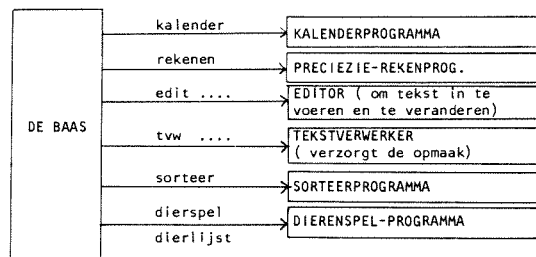 kalender
KALENDERPROGRAMMA
rekenen
PRECIEZIE-REKENPROG.
edit ....
EDITOR ( om tekst in te
voeren en te veranderen)
DE BAAS
tvw ....
TEKSTVERWERKER
( verzorgt de opmaak)
sorteer
SORTEERPROGRAMMA
dierspel
DIERENSPEL-PROGRAMMA
dierlijst